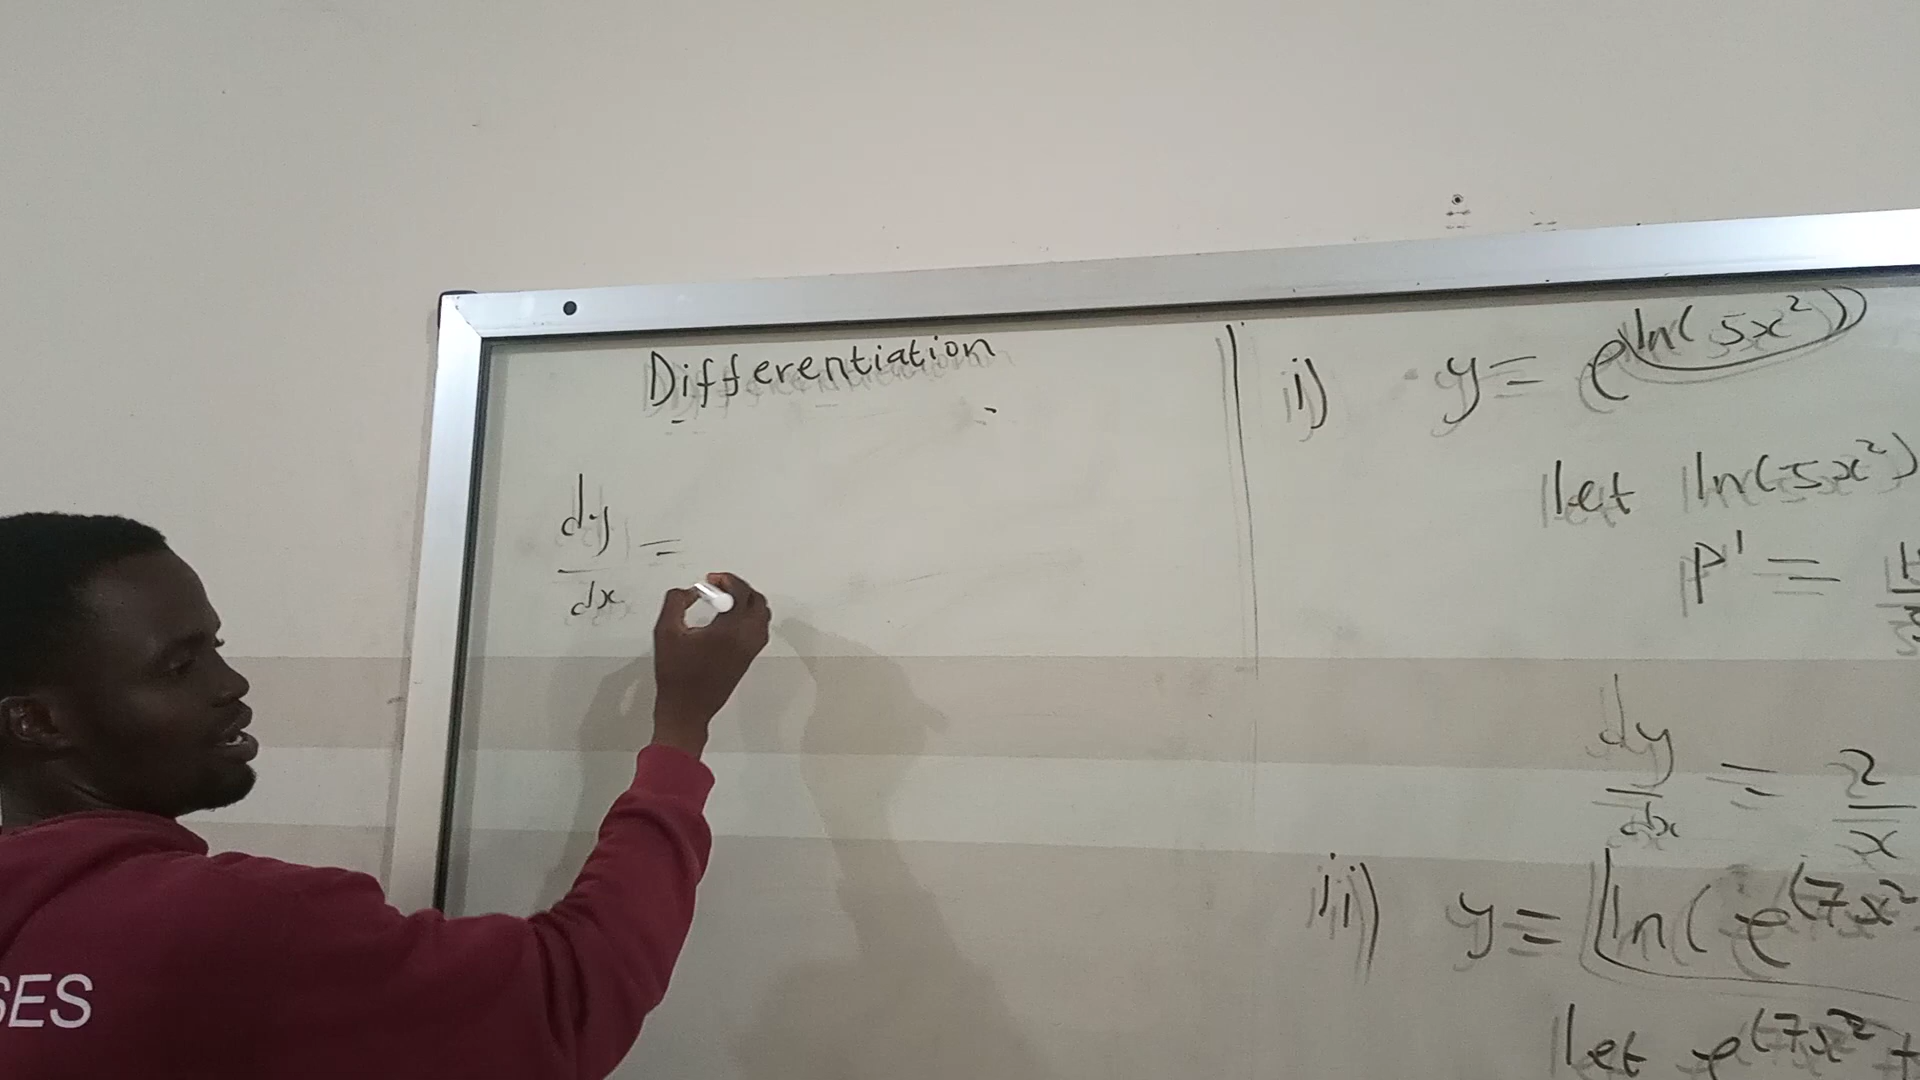 Differentiation
dy/dx =
ii) y = e^ln(5x²)
let ln(5x²)
P' =
dy/dx = 2/x
iii) y = ln(e^(7x²
let e^(7x² +
SES